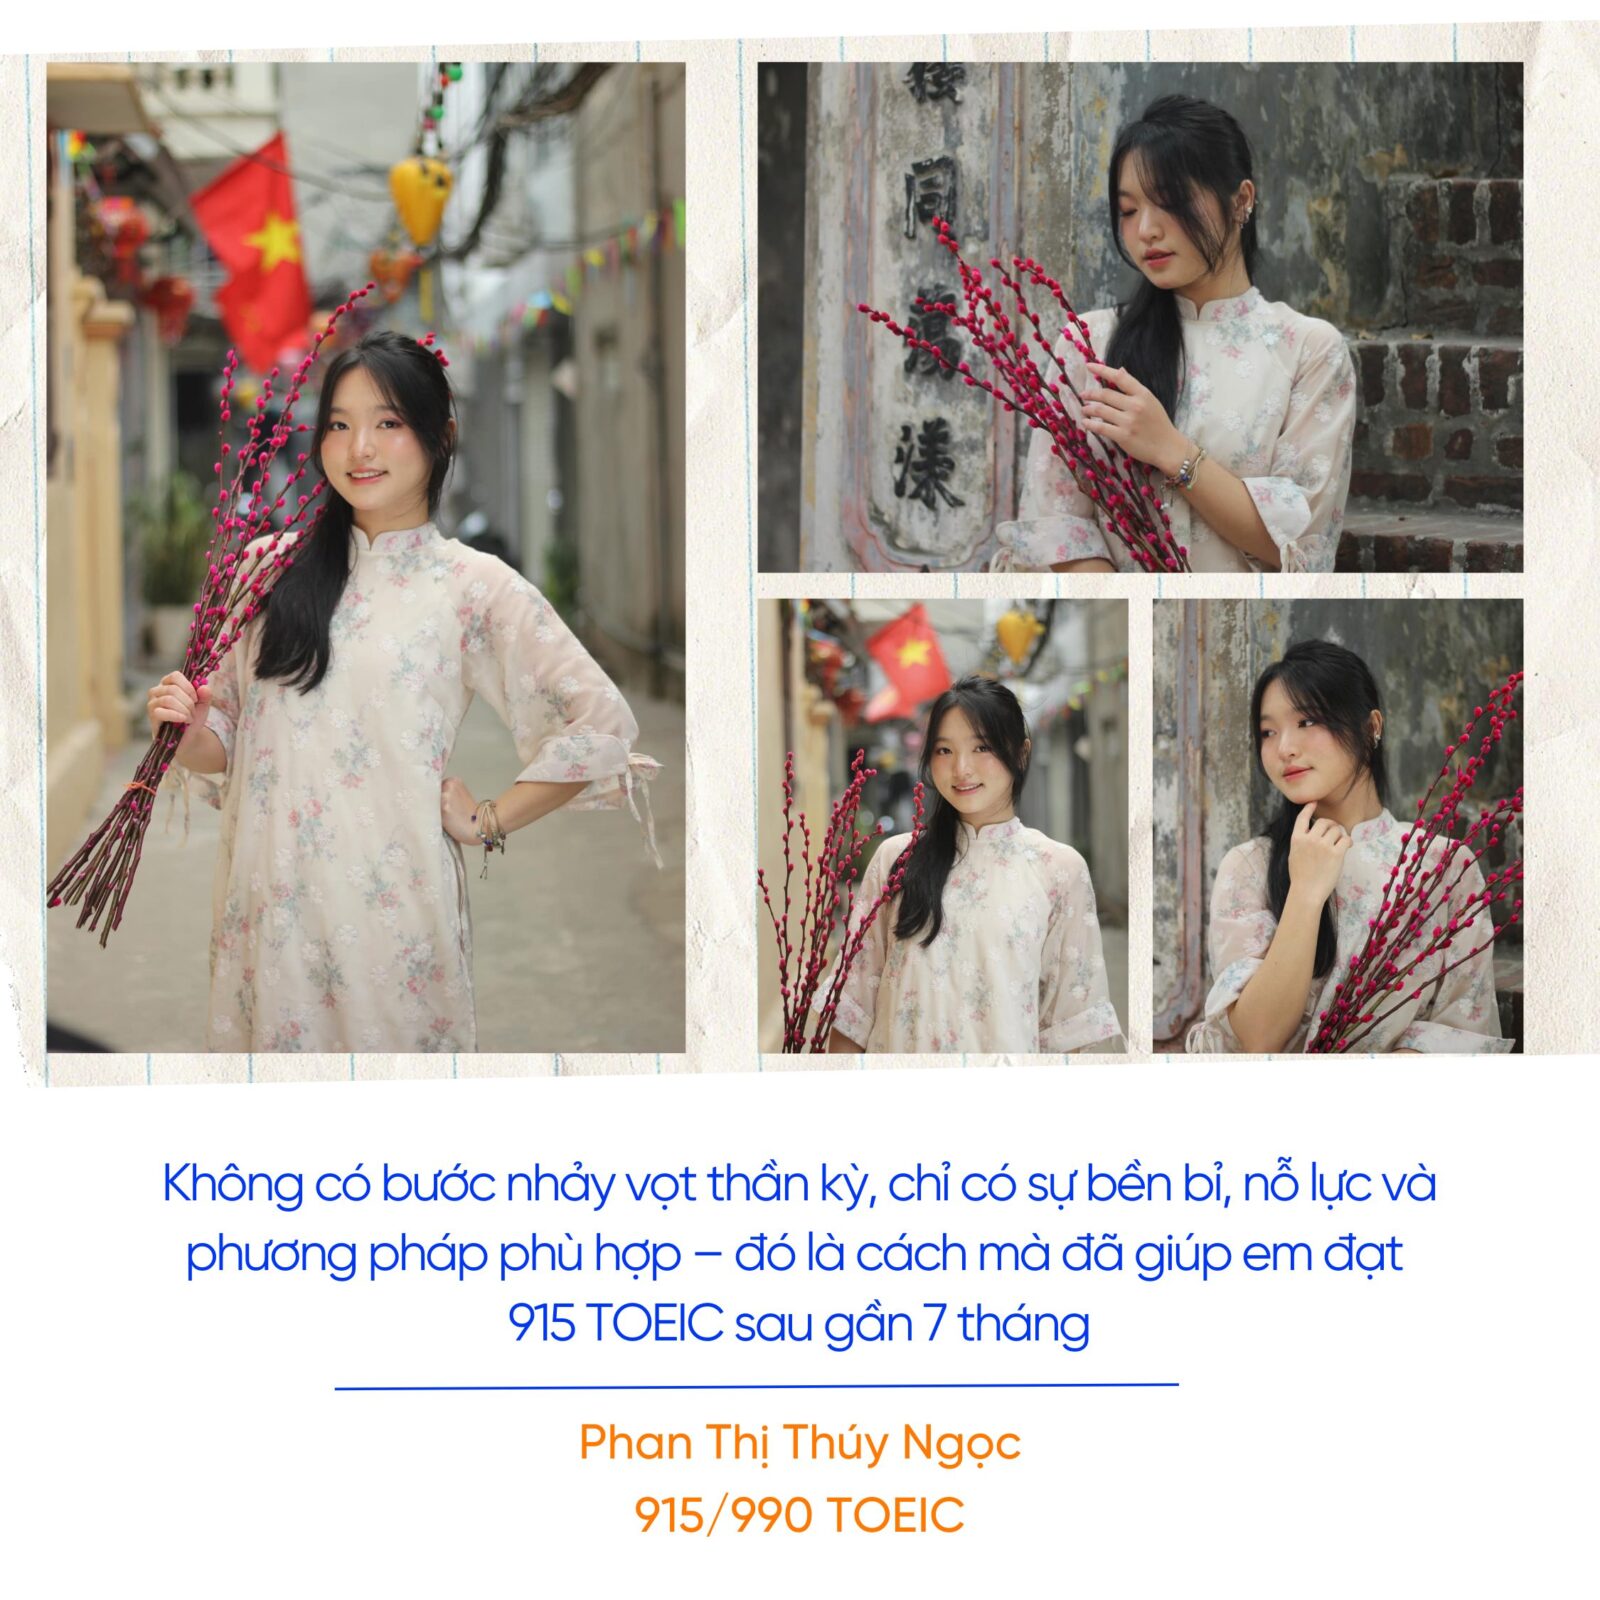 同
漾
Không có bước nhảy vọt thần kỳ, chỉ có sự bền bỉ, nỗ lực và
phương pháp phù hợp – đó là cách mà đã giúp em đạt
915 TOEIC sau gần 7 tháng
Phan Thị Thúy Ngọc
915/990 TOEIC